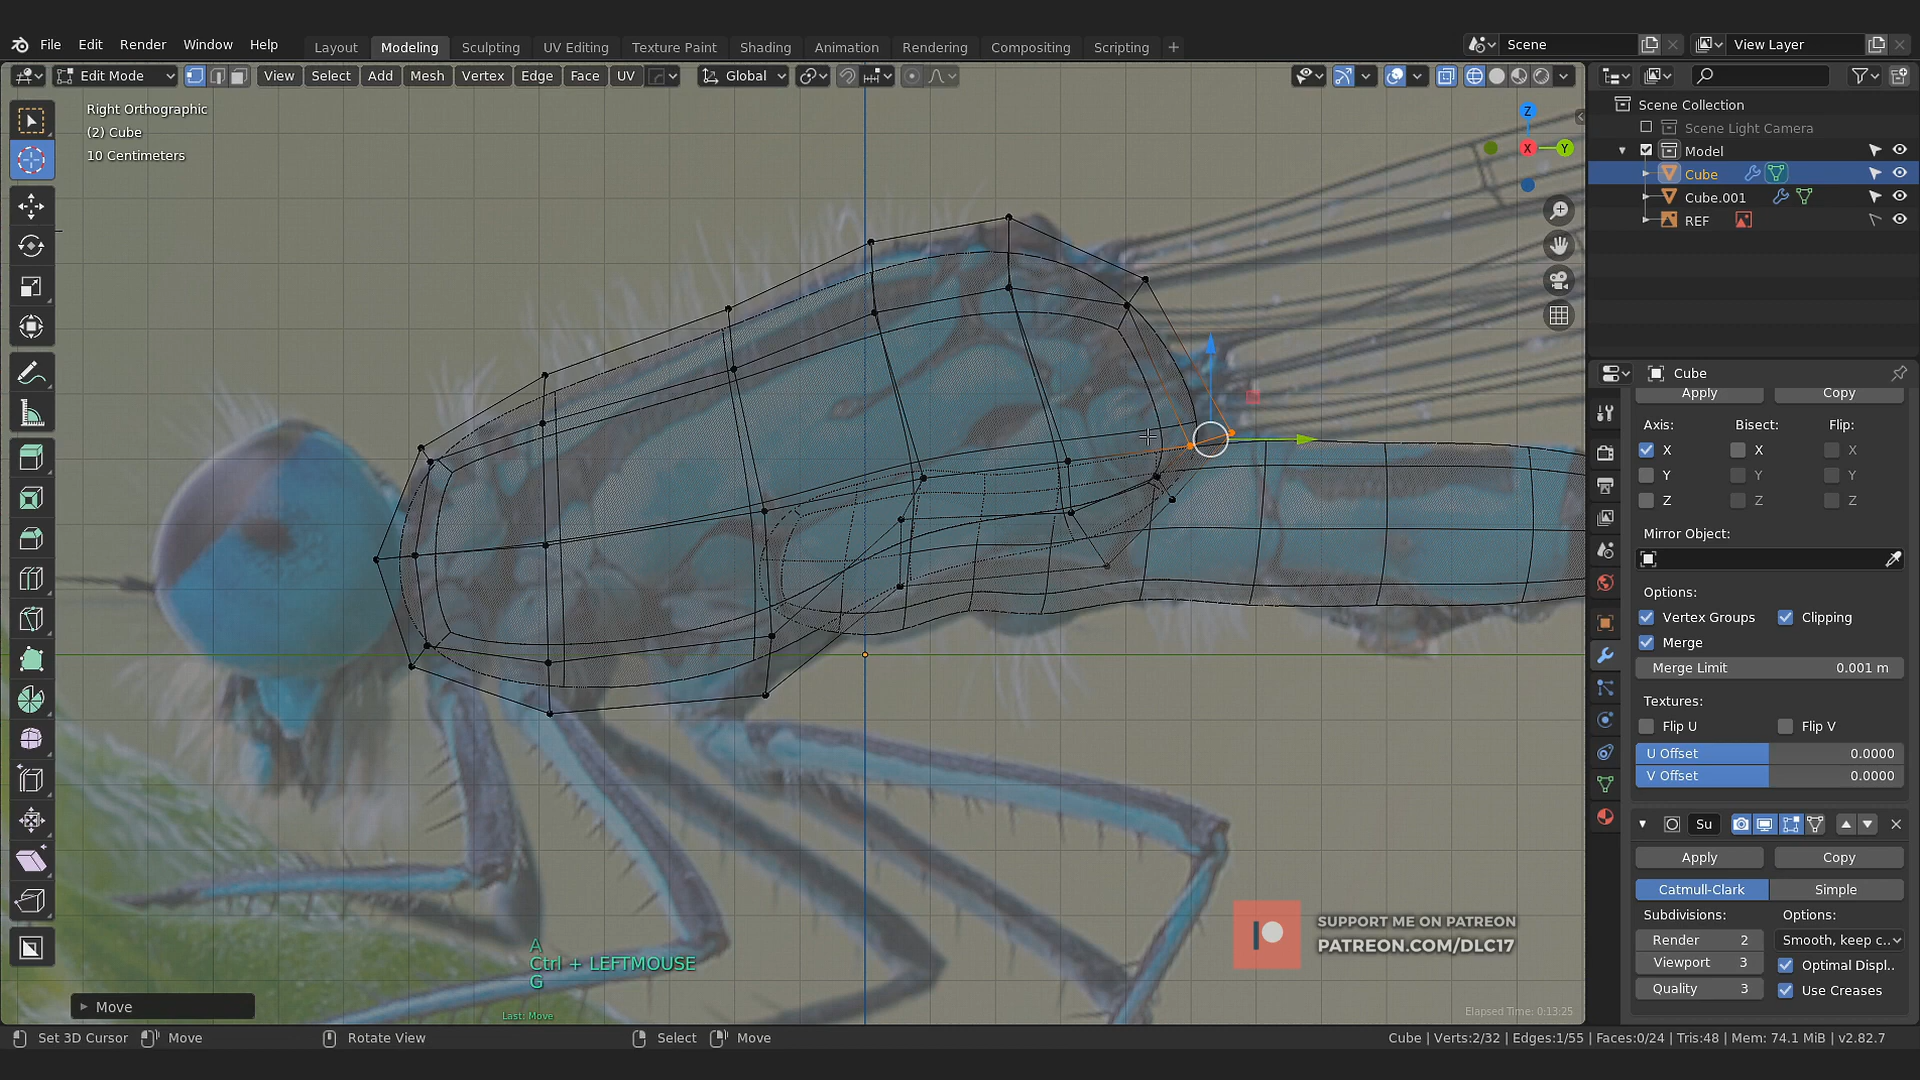 File Edit Render Window Help Layout Modeling Sculpting UV Editing Texture Paint Shading Animation Rendering Compositing Scripting + Scene View Layer
Edit Mode View Select Add Mesh Vertex Edge Face UV Global
Right Orthographic
(2) Cube
10 Centimeters
Z
X
Y
Scene Collection
Scene Light Camera
Model
Cube
Cube.001
REF
Cube
Apply Copy
Axis: Bisect: Flip:
X X X
Y Y Y
Z Z Z
Mirror Object:
Options:
Vertex Groups Clipping
Merge
Merge Limit 0.001 m
Textures:
Flip U Flip V
U Offset 0.0000
V Offset 0.0000
Su
Apply Copy
Catmull-Clark Simple
Subdivisions: Options:
Render 2 Smooth, keep c..
Viewport 3 Optimal Displ..
Quality 3 Use Creases
SUPPORT ME ON PATREON
PATREON.COM/DLC17
A
Ctrl + LEFTMOUSE
G
Move
Last: Move
Elapsed Time: 0:13:25
Set 3D Cursor Move Rotate View Select Move Cube | Verts:2/32 | Edges:1/55 | Faces:0/24 | Tris:48 | Mem: 74.1 MiB | v2.82.7